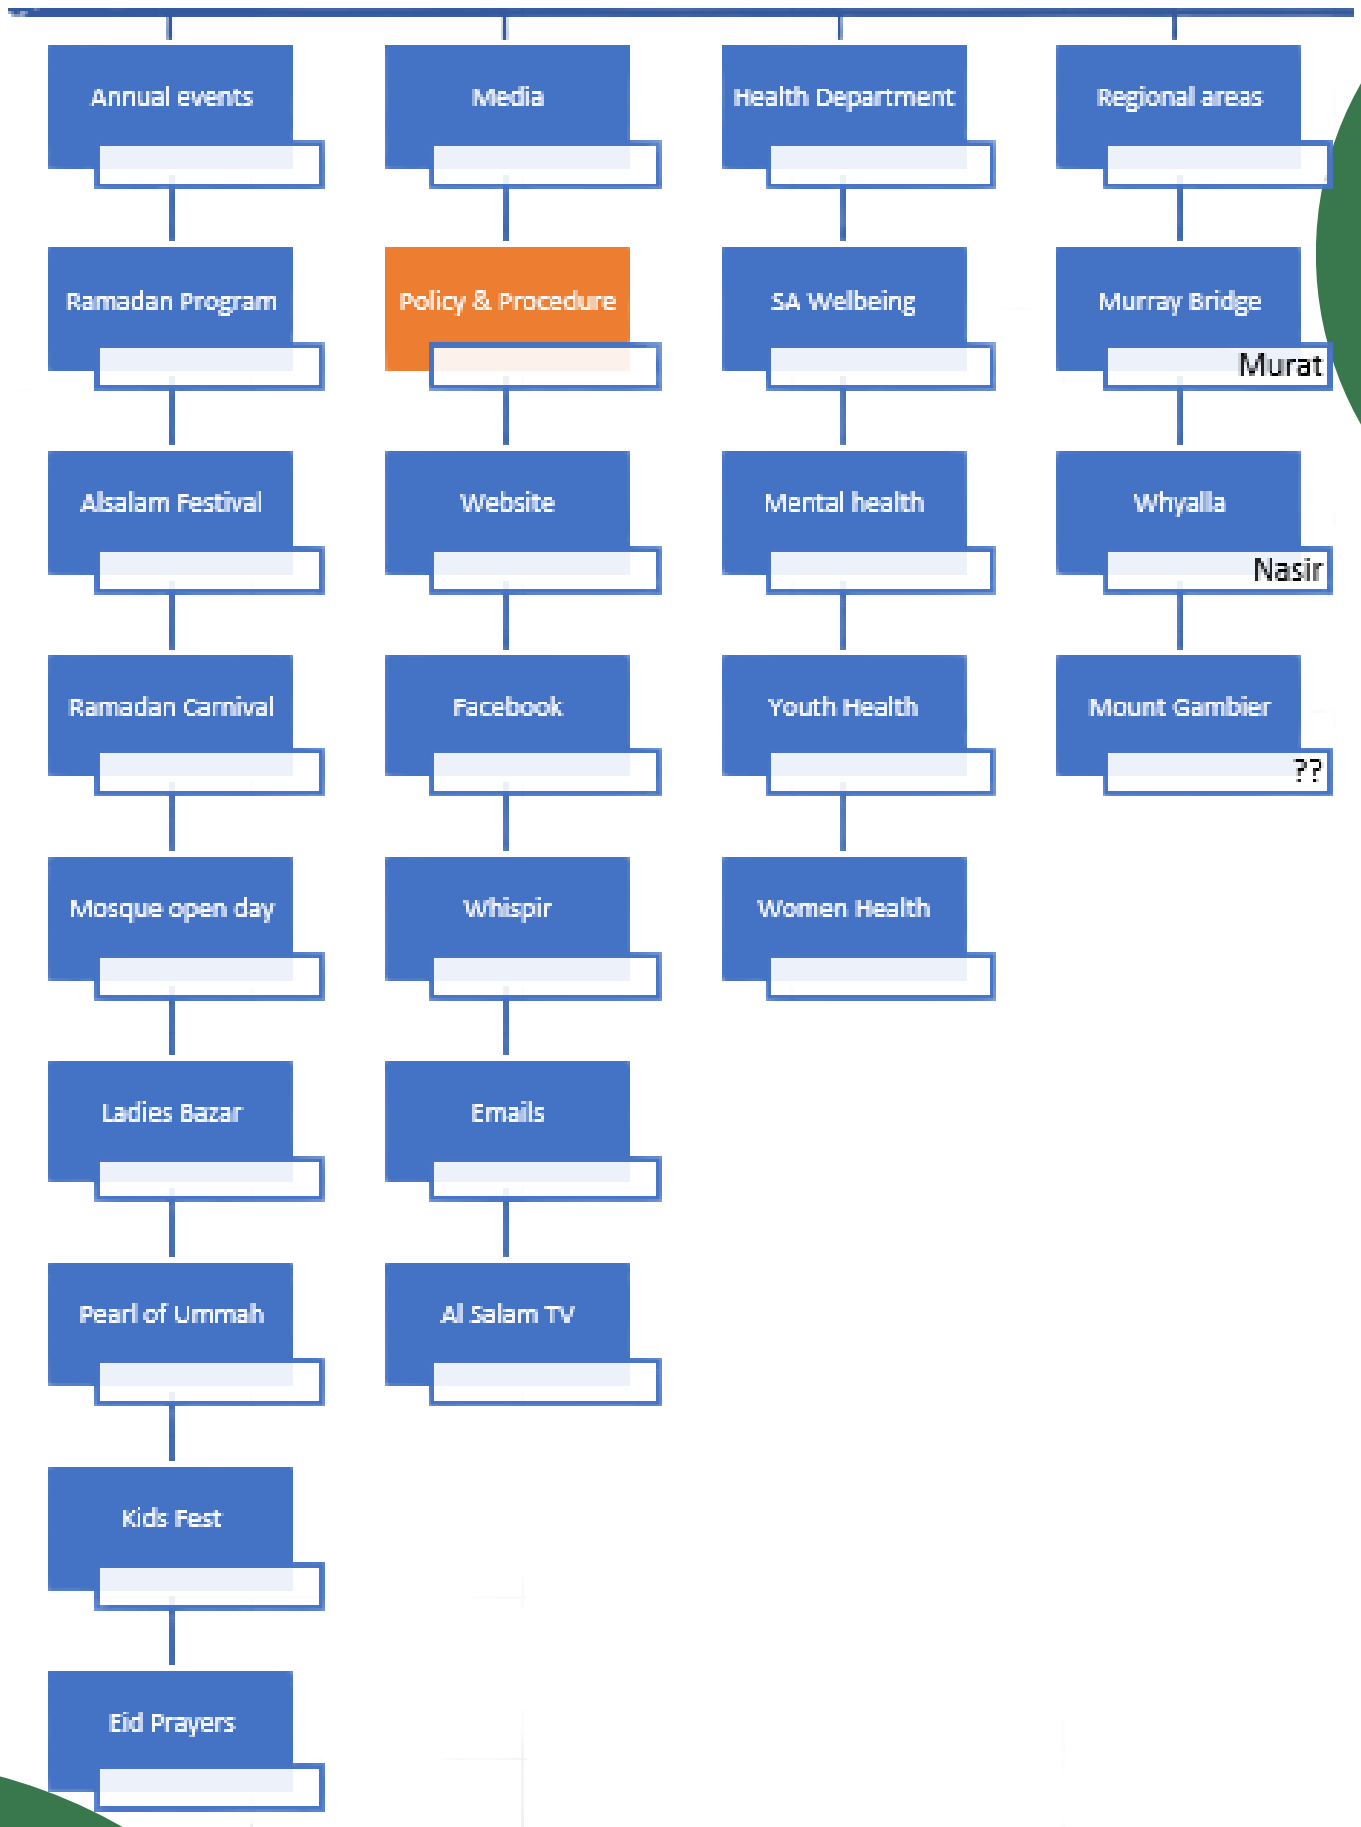 Annual events
Media
Health Department
Regional areas
Ramadan Program
Policy & Procedure
SA Welbeing
Murray Bridge
Murat
Alsalam Festival
Website
Mental health
Whyalla
Nasir
Ramadan Carnival
Facebook
Youth Health
Mount Gambier
??
Mosque open day
Whispir
Women Health
Ladies Bazar
Emails
Pearl of Ummah
Al Salam TV
Kids Fest
Eid Prayers